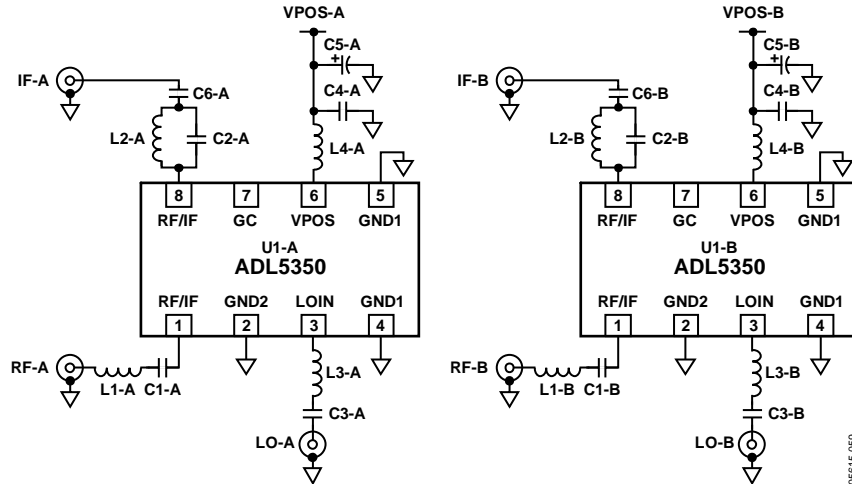 VPOS-A
C5-A
+
IF-A
C6-A
C4-A
L2-A
C2-A
L4-A
8
7
6
5
RF/IF
GC
VPOS
GND1
U1-A
ADL5350
RF/IF
GND2
LOIN
GND1
1
2
3
4
RF-A
L1-A
C1-A
L3-A
C3-A
LO-A
VPOS-B
C5-B
+
IF-B
C6-B
C4-B
L2-B
C2-B
L4-B
8
7
6
5
RF/IF
GC
VPOS
GND1
U1-B
ADL5350
RF/IF
GND2
LOIN
GND1
1
2
3
4
RF-B
L1-B
C1-B
L3-B
C3-B
LO-B
05615-059